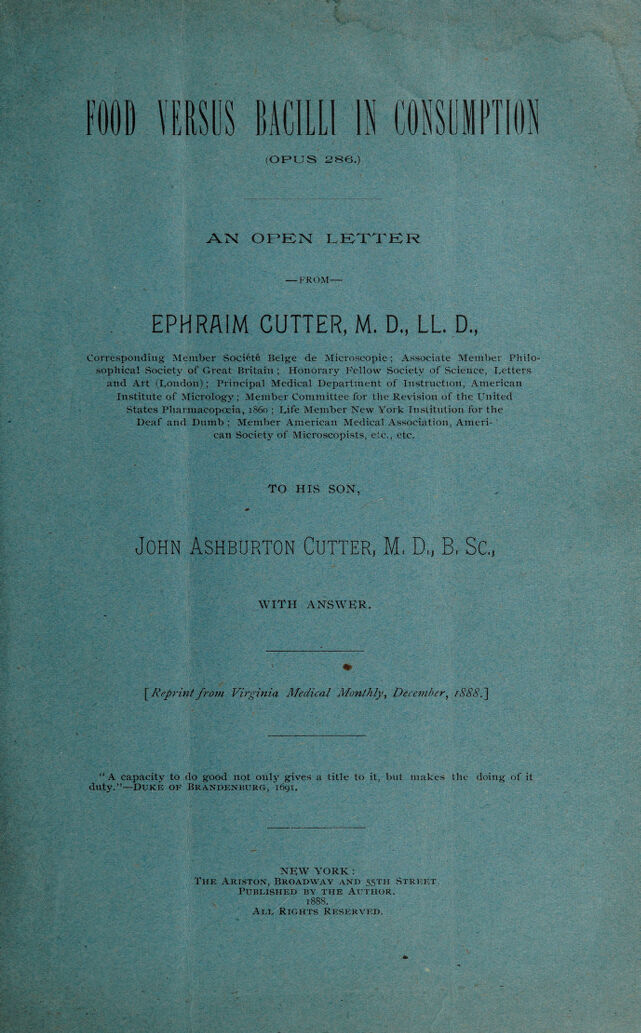 FOOD VERSUS BACILLI IN CONSUMPTION
(OPUS 286.)
AN OPEN LETTER
—FROM—
EPHRAIM CUTTER, M. D., LL. D.,
Corresponding Member Société Belge de Microscopie; Associate Member Philo-
sophical Society of Great Britain; Honorary Fellow Society of Science, Letters
and Art (London); Principal Medical Department of Instruction, American
Institute of Micrology; Member Committee for the Revision of the United
States Pharmacopœia, 1860; Life Member New York Institution for the
Deaf and Dumb; Member American Medical Association, Ameri-
can Society of Microscopists, etc., etc.
TO HIS SON,
JOHN ASHBURTON CUTTER, M. D., B. SC.,
WITH ANSWER.
[Reprint from Virginia Medical Monthly, December, 1888.]
"A capacity to do good not only gives a title to it, but makes the doing of it
duty."—DUKE OF BRANDENBURG, 1691.
NEW YORK:
THE ARISTON, BROADWAY AND 55TH STREET
PUBLISHED BY THE AUTHOR.
1888.
ALL RIGHTS RESERVED.